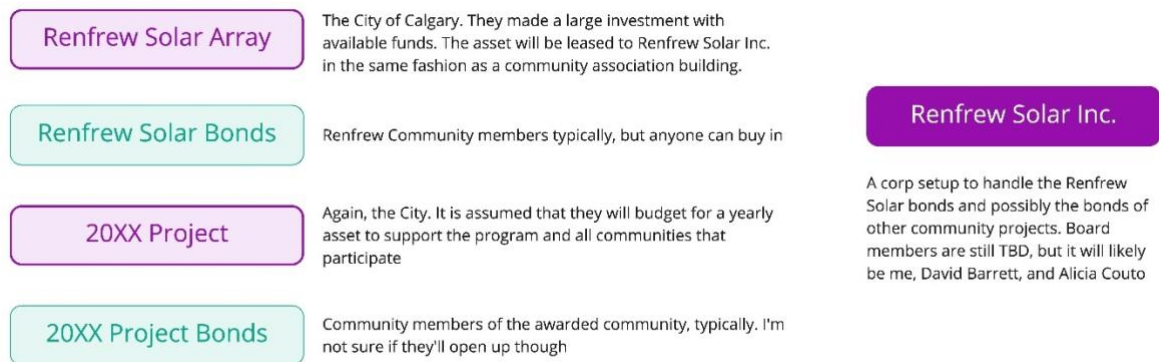 Renfrew Solar Array
The City of Calgary. They made a large investment with
available funds. The asset will be leased to Renfrew Solar Inc.
in the same fashion as a community association building.
Renfrew Solar Bonds
Renfrew Community members typically, but anyone can buy in
20XX Project
Again, the City. It is assumed that they will budget for a yearly
asset to support the program and all communities that
participate
20XX Project Bonds
Community members of the awarded community, typically. I'm
not sure if they'll open up though
Renfrew Solar Inc.
A corp setup to handle the Renfrew
Solar bonds and possibly the bonds of
other community projects. Board
members are still TBD, but it will likely
be me, David Barrett, and Alicia Couto